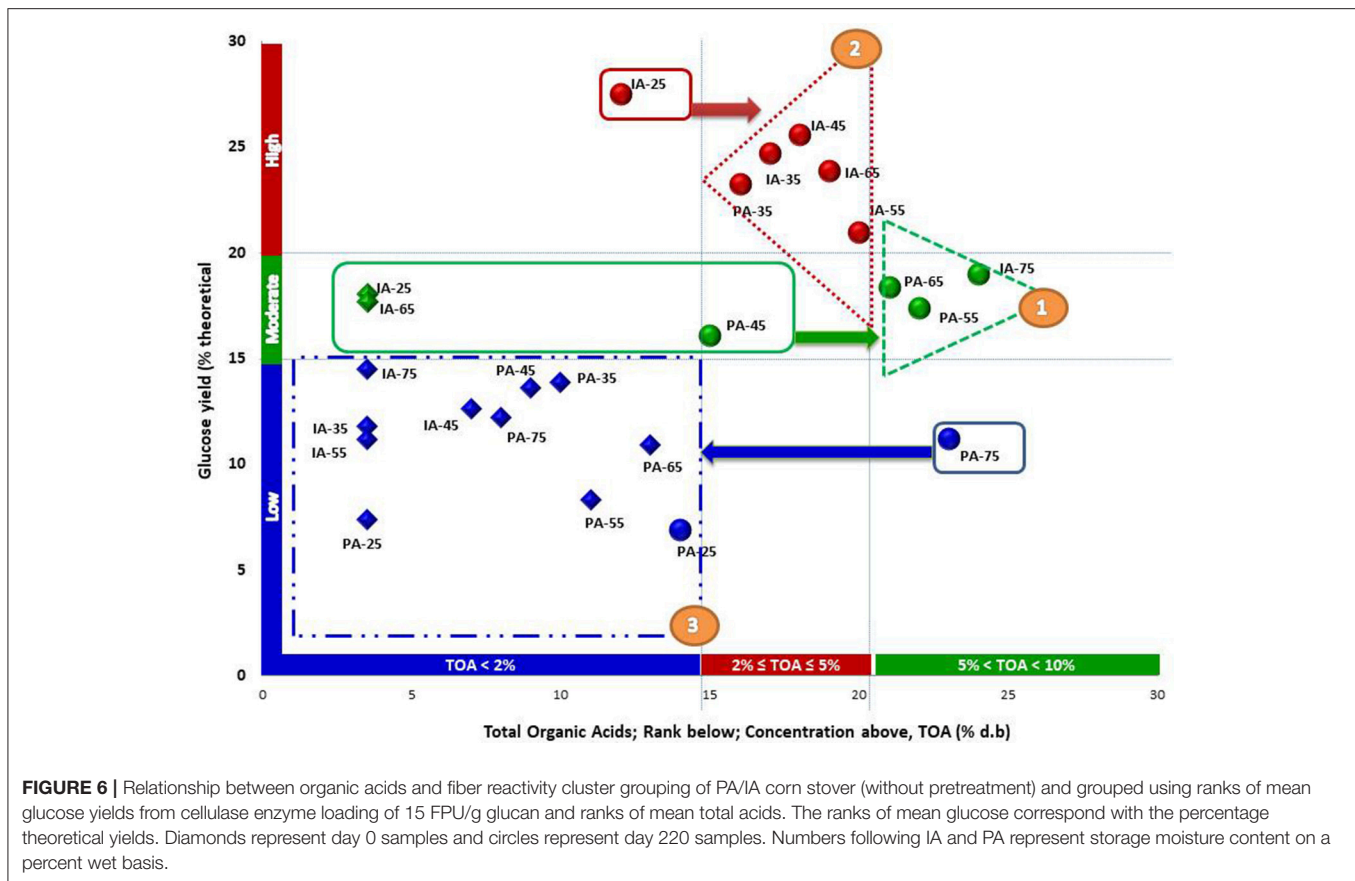 30
25
20
15
10
5
0
Glucose yield (% theoretical)
High
Moderate
Low
2
IA-25
IA-45
IA-35
IA-65
PA-35
IA-55
IA-25
IA-65
PA-45
PA-65
IA-75
PA-55
1
IA-75
PA-45
PA-35
IA-35
IA-45
PA-75
IA-55
PA-65
PA-75
PA-55
PA-25
PA-25
3
TOA < 2%
2% ≤ TOA ≤ 5%
5% < TOA < 10%
0 5 10 15 20 25 30
Total Organic Acids; Rank below; Concentration above, TOA (% d.b)
FIGURE 6 | Relationship between organic acids and fiber reactivity cluster grouping of PA/IA corn stover (without pretreatment) and grouped using ranks of mean
glucose yields from cellulase enzyme loading of 15 FPU/g glucan and ranks of mean total acids. The ranks of mean glucose correspond with the percentage
theoretical yields. Diamonds represent day 0 samples and circles represent day 220 samples. Numbers following IA and PA represent storage moisture content on a
percent wet basis.